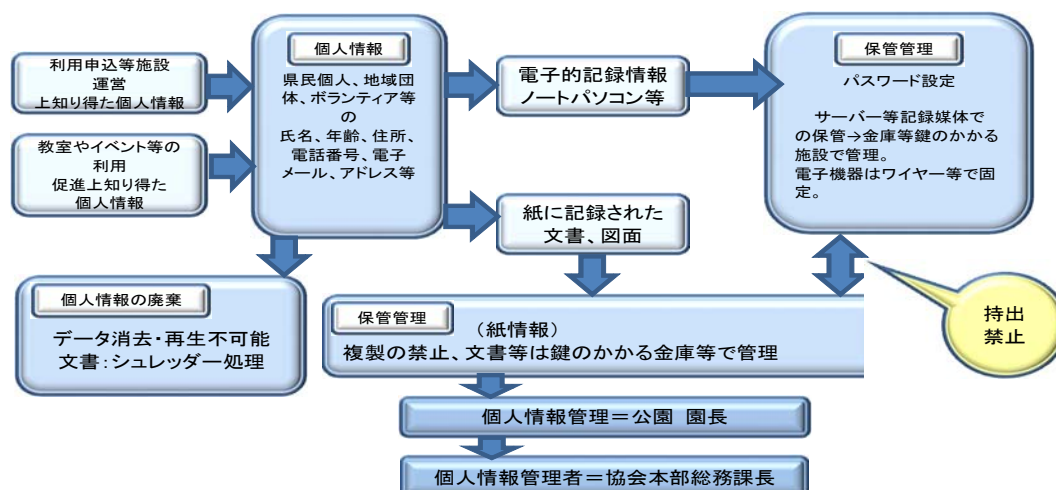 利用申込等施設
運営
上知り得た個人情報
教室やイベント等の
利用
促進上知り得た
個人情報
個人情報
県民個人、地域団
体、ボランティア等
の
氏名、年齢、住所、
電話番号、電子
メール、アドレス等
電子的記録情報
ノートパソコン等
紙に記録された
文書、図面
保管管理
パスワード設定
サーバー等記録媒体で
の保管→金庫等鍵のかかる
施設で管理。
電子機器はワイヤー等で固
定。
持出
禁止
個人情報の廃棄
データ消去・再生不可能
文書：シュレッダー処理
保管管理
（紙情報）
複製の禁止、文書等は鍵のかかる金庫等で管理
個人情報管理＝公園 園長
個人情報管理者＝協会本部総務課長